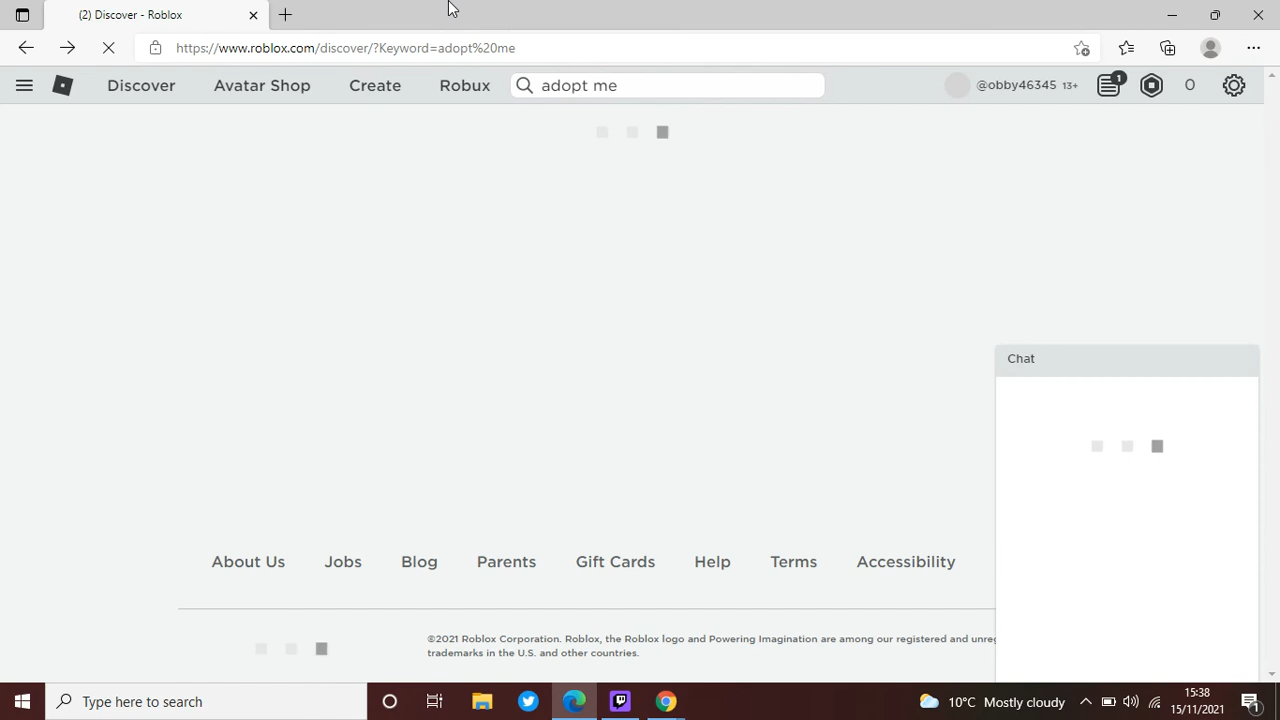 (2) Discover - Roblox
https://www.roblox.com/discover/?Keyword=adopt%20me
Discover Avatar Shop Create Robux adopt me @obby46345 13+ 1 0
Chat
About Us Jobs Blog Parents Gift Cards Help Terms Accessibility
©2021 Roblox Corporation. Roblox, the Roblox logo and Powering Imagination are among our registered and unreg
trademarks in the U.S. and other countries.
Type here to search 10°C Mostly cloudy 15:38
15/11/2021 1